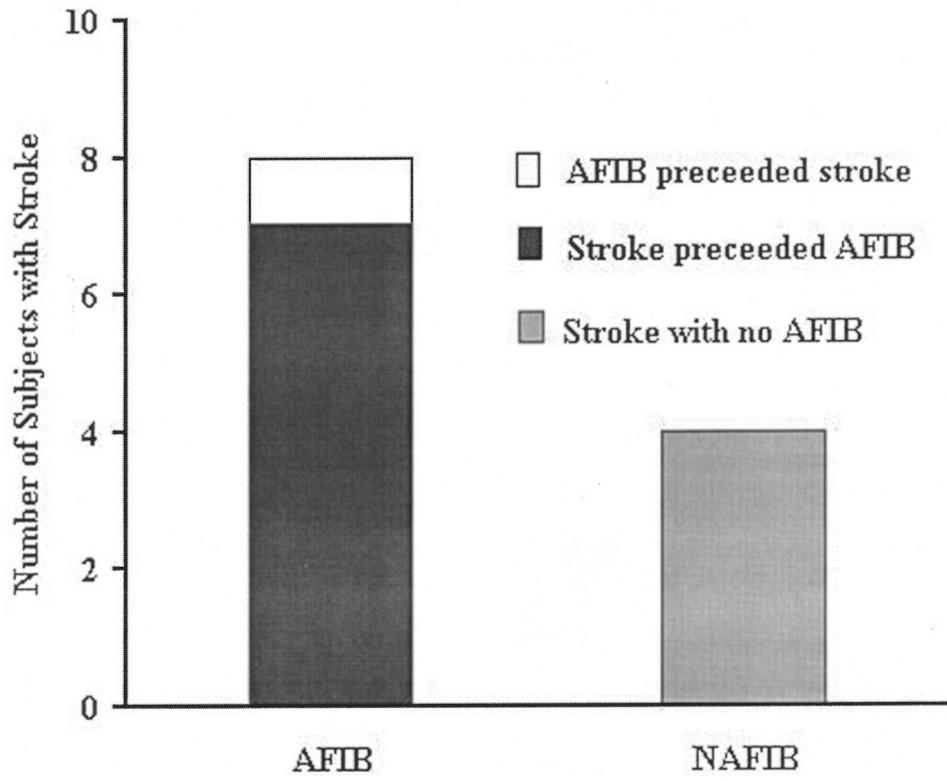 Number of Subjects with Stroke
10
8
6
4
2
0
AFIB preceeded stroke
Stroke preceeded AFIB
Stroke with no AFIB
AFIB
NAFIB